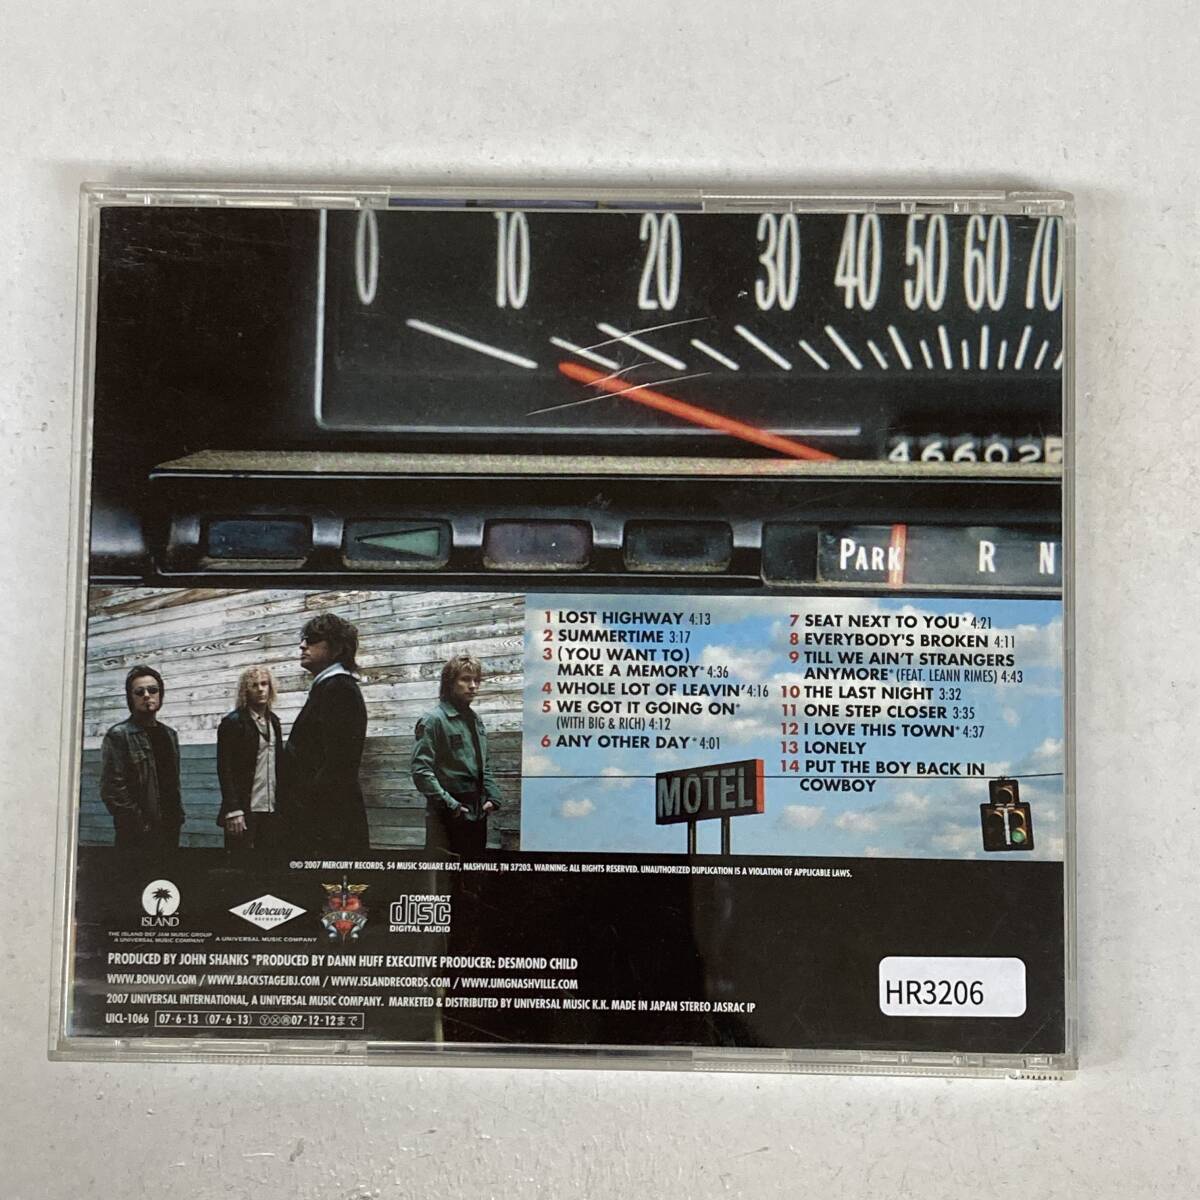 0 10 20 30 40 50 60 70
46602
PARK R N
1 LOST HIGHWAY 4:13
2 SUMMERTIME 3:17
3 (YOU WANT TO)
MAKE A MEMORY* 4:36
4 WHOLE LOT OF LEAVIN' 4:16
5 WE GOT IT GOING ON*
(WITH BIG & RICH) 4:12
6 ANY OTHER DAY* 4:01
7 SEAT NEXT TO YOU* 4:21
8 EVERYBODY'S BROKEN 4:11
9 TILL WE AIN'T STRANGERS
ANYMORE* (FEAT. LEANN RIMES) 4:43
10 THE LAST NIGHT 3:32
11 ONE STEP CLOSER 3:35
12 I LOVE THIS TOWN* 4:37
13 LONELY
14 PUT THE BOY BACK IN
COWBOY
MOTEL
℗© 2007 MERCURY RECORDS, 54 MUSIC SQUARE EAST, NASHVILLE, TN 37203. WARNING: ALL RIGHTS RESERVED. UNAUTHORIZED DUPLICATION IS A VIOLATION OF APPLICABLE LAWS.
ISLAND
THE ISLAND DEF JAM MUSIC GROUP
A UNIVERSAL MUSIC COMPANY
Mercury
RECORDS
A UNIVERSAL MUSIC COMPANY
BON JOVI
COMPACT
disc
DIGITAL AUDIO
PRODUCED BY JOHN SHANKS *PRODUCED BY DANN HUFF EXECUTIVE PRODUCER: DESMOND CHILD
WWW.BONJOVI.COM / WWW.BACKSTAGEJBJ.COM / WWW.ISLANDRECORDS.COM / WWW.UMGNASHVILLE.COM
2007 UNIVERSAL INTERNATIONAL, A UNIVERSAL MUSIC COMPANY. MARKETED & DISTRIBUTED BY UNIVERSAL MUSIC K.K. MADE IN JAPAN STEREO JASRAC IP
UICL-1066 07·6·13 (07·6·13) 07·12·12まで
HR3206